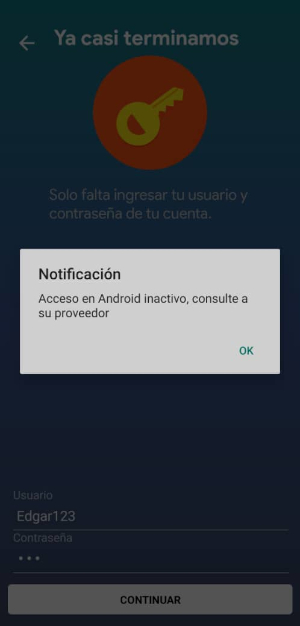 Ya casi terminamos
Solo falta ingresar tu usuario y
contraseña de tu cuenta.
Notificación
Acceso en Android inactivo, consulte a
su proveedor
OK
Usuario
Edgar123
Contraseña
•••
CONTINUAR